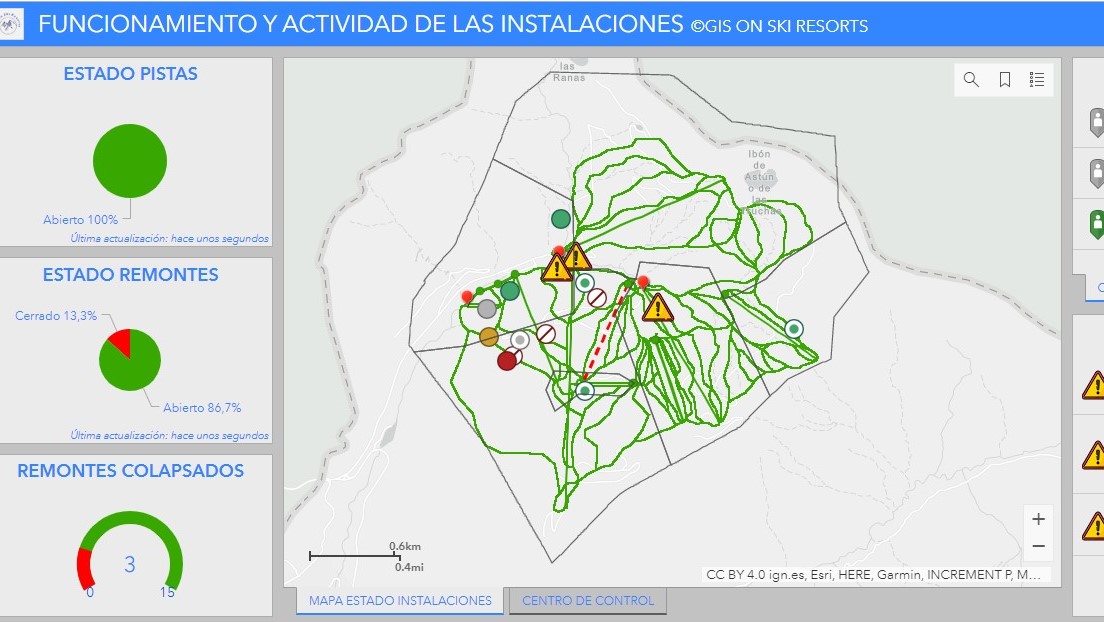 FUNCIONAMIENTO Y ACTIVIDAD DE LAS INSTALACIONES ©GIS ON SKI RESORTS
ESTADO PISTAS
Abierto 100%
Última actualización: hace unos segundos
ESTADO REMONTES
Cerrado 13,3%
Abierto 86,7%
Última actualización: hace unos segundos
REMONTES COLAPSADOS
3
0
15
las
Ranas
Ibón
de
Astún
o de
las
Truchas
0.6km
0.4mi
+
−
CC BY 4.0 ign.es, Esri, HERE, Garmin, INCREMENT P, M...
MAPA ESTADO INSTALACIONES
CENTRO DE CONTROL